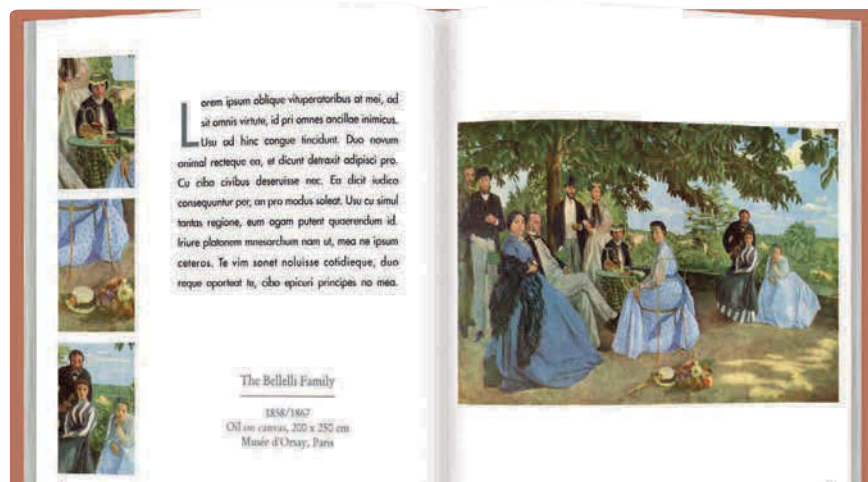 Lorem ipsum oblique vituperatoribus at mei, ad
sit omnis virtute, id pri omnes ancillae inimicus.
Usu ad hinc congue tincidunt. Duo novum
animal recteque ea, et dicunt detraxit adipisci pro.
Cu cibo civibus deseruisse nec. Ea dicit iudico
consequuntur per, an pro modus soleat. Usu cu simul
tantas regione, eum agam putent quaerendum id.
Iriure platonem mnesarchum nam ut, mea ne ipsum
ceteros. Te vim sonet noluisse cotidieque, duo
reque oporteat te, cibo epicuri principes no mea.
The Bellelli Family
1858/1867
Oil on canvas, 200 x 250 cm
Musée d'Orsay, Paris